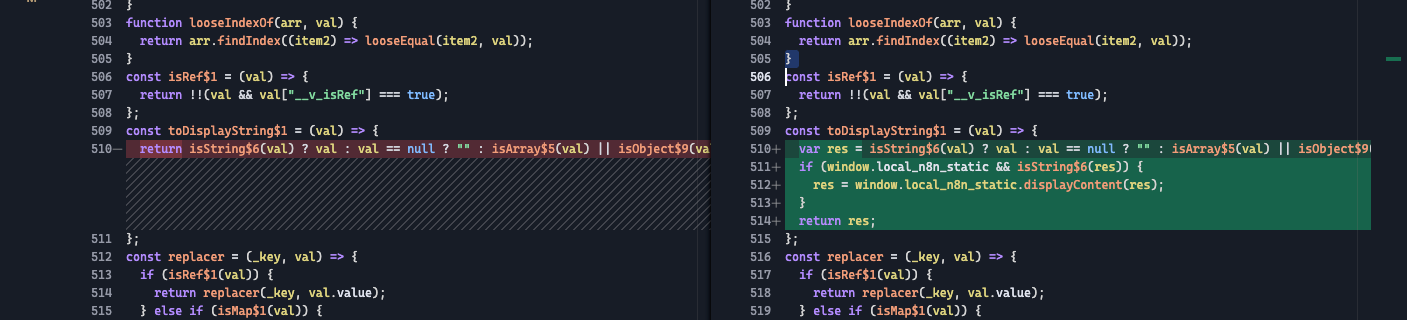 502 }
503 function looseIndexOf(arr, val) {
504 return arr.findIndex((item2) => looseEqual(item2, val));
505 }
506 const isRef$1 = (val) => {
507 return !!(val && val["__v_isRef"] === true);
508 };
509 const toDisplayString$1 = (val) => {
510— return isString$6(val) ? val : val == null ? "" : isArray$5(val) || isObject$9(va
511 };
512 const replacer = (_key, val) => {
513 if (isRef$1(val)) {
514 return replacer(_key, val.value);
515 } else if (isMap$1(val)) {
502 }
503 function looseIndexOf(arr, val) {
504 return arr.findIndex((item2) => looseEqual(item2, val));
505 }
506 const isRef$1 = (val) => {
507 return !!(val && val["__v_isRef"] === true);
508 };
509 const toDisplayString$1 = (val) => {
510+ var res = isString$6(val) ? val : val == null ? "" : isArray$5(val) || isObject$9(
511+ if (window.local_n8n_static && isString$6(res)) {
512+ res = window.local_n8n_static.displayContent(res);
513+ }
514+ return res;
515 };
516 const replacer = (_key, val) => {
517 if (isRef$1(val)) {
518 return replacer(_key, val.value);
519 } else if (isMap$1(val)) {